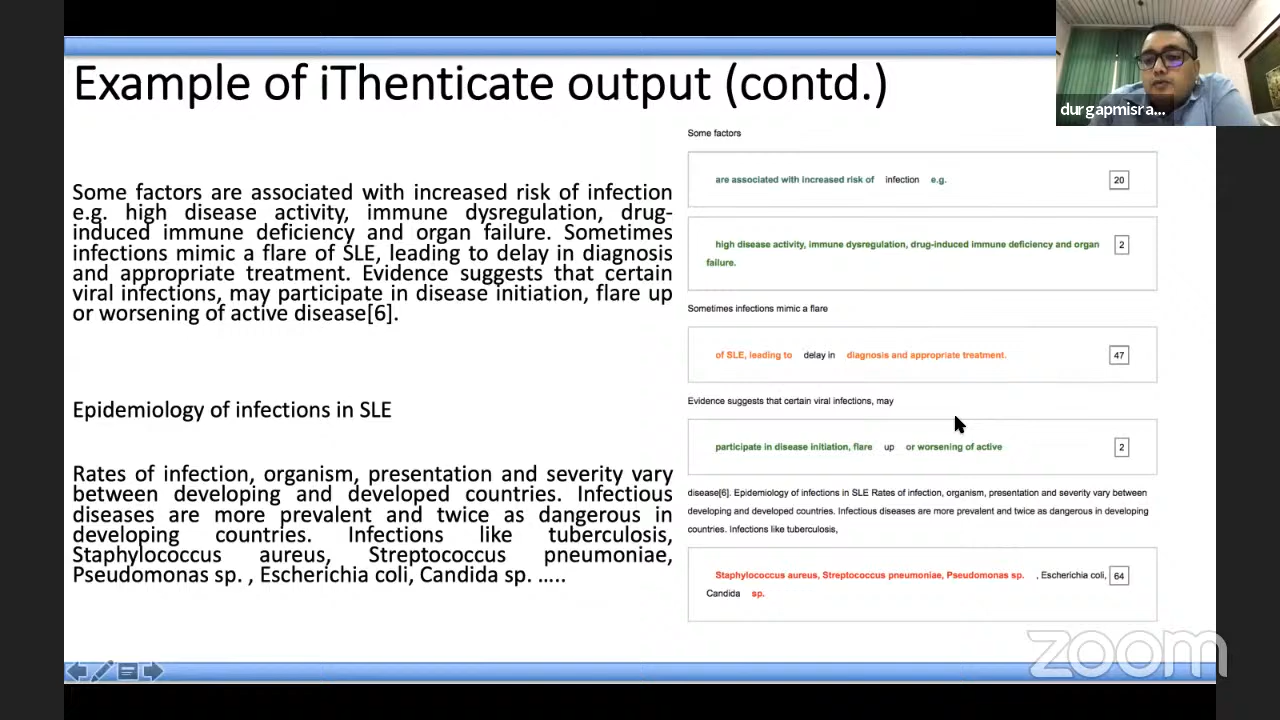 Example of iThenticate output (contd.)
durgapmisra...
Some factors are associated with increased risk of infection
e.g. high disease activity, immune dysregulation, drug-
induced immune deficiency and organ failure. Sometimes
infections mimic a flare of SLE, leading to delay in diagnosis
and appropriate treatment. Evidence suggests that certain
viral infections, may participate in disease initiation, flare up
or worsening of active disease[6].
Epidemiology of infections in SLE
Rates of infection, organism, presentation and severity vary
between developing and developed countries. Infectious
diseases are more prevalent and twice as dangerous in
developing countries. Infections like tuberculosis,
Staphylococcus aureus, Streptococcus pneumoniae,
Pseudomonas sp. , Escherichia coli, Candida sp. .....
Some factors
are associated with increased risk of infection e.g. 20
high disease activity, immune dysregulation, drug-induced immune deficiency and organ 2
failure.
Sometimes infections mimic a flare
of SLE, leading to delay in diagnosis and appropriate treatment. 47
Evidence suggests that certain viral infections, may
participate in disease initiation, flare up or worsening of active 2
disease[6]. Epidemiology of infections in SLE Rates of infection, organism, presentation and severity vary between
developing and developed countries. Infectious diseases are more prevalent and twice as dangerous in developing
countries. Infections like tuberculosis,
Staphylococcus aureus, Streptococcus pneumoniae, Pseudomonas sp. , Escherichia coli, 64
Candida sp.
zoom